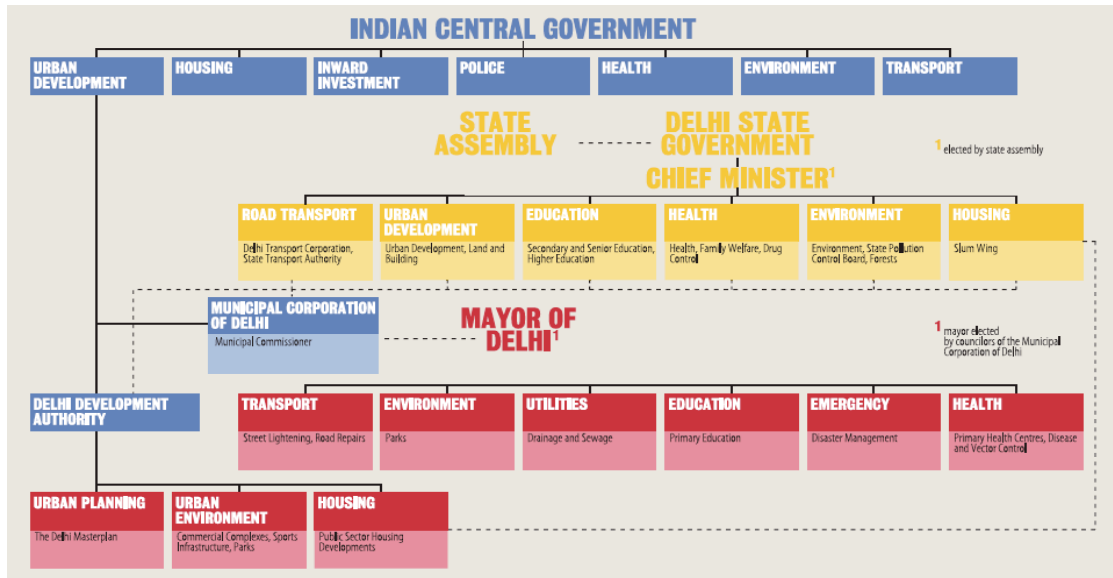 INDIAN CENTRAL GOVERNMENT
URBAN
DEVELOPMENT
HOUSING
INWARD
INVESTMENT
POLICE
HEALTH
ENVIRONMENT
TRANSPORT
STATE
ASSEMBLY
DELHI STATE
GOVERNMENT
1 elected by state assembly
CHIEF MINISTER1
ROAD TRANSPORT
Delhi Transport Corporation,
State Transport Authority
URBAN
DEVELOPMENT
Urban Development, Land and
Building
EDUCATION
Secondary and Senior Education,
Higher Education
HEALTH
Health, Family Welfare, Drug
Control
ENVIRONMENT
Environment, State Pollution
Control Board, Forests
HOUSING
Slum Wing
MUNICIPAL CORPORATION
OF DELHI
Municipal Commissioner
MAYOR OF
DELHI1
1 mayor elected
by councilors of the Municipal
Corporation of Delhi
DELHI DEVELOPMENT
AUTHORITY
TRANSPORT
Street Lightening, Road Repairs
ENVIRONMENT
Parks
UTILITIES
Drainage and Sewage
EDUCATION
Primary Education
EMERGENCY
Disaster Management
HEALTH
Primary Health Centres, Disease
and Vector Control
URBAN PLANNING
The Delhi Masterplan
URBAN
ENVIRONMENT
Commercial Complexes, Sports
Infrastructure, Parks
HOUSING
Public Sector Housing
Developments